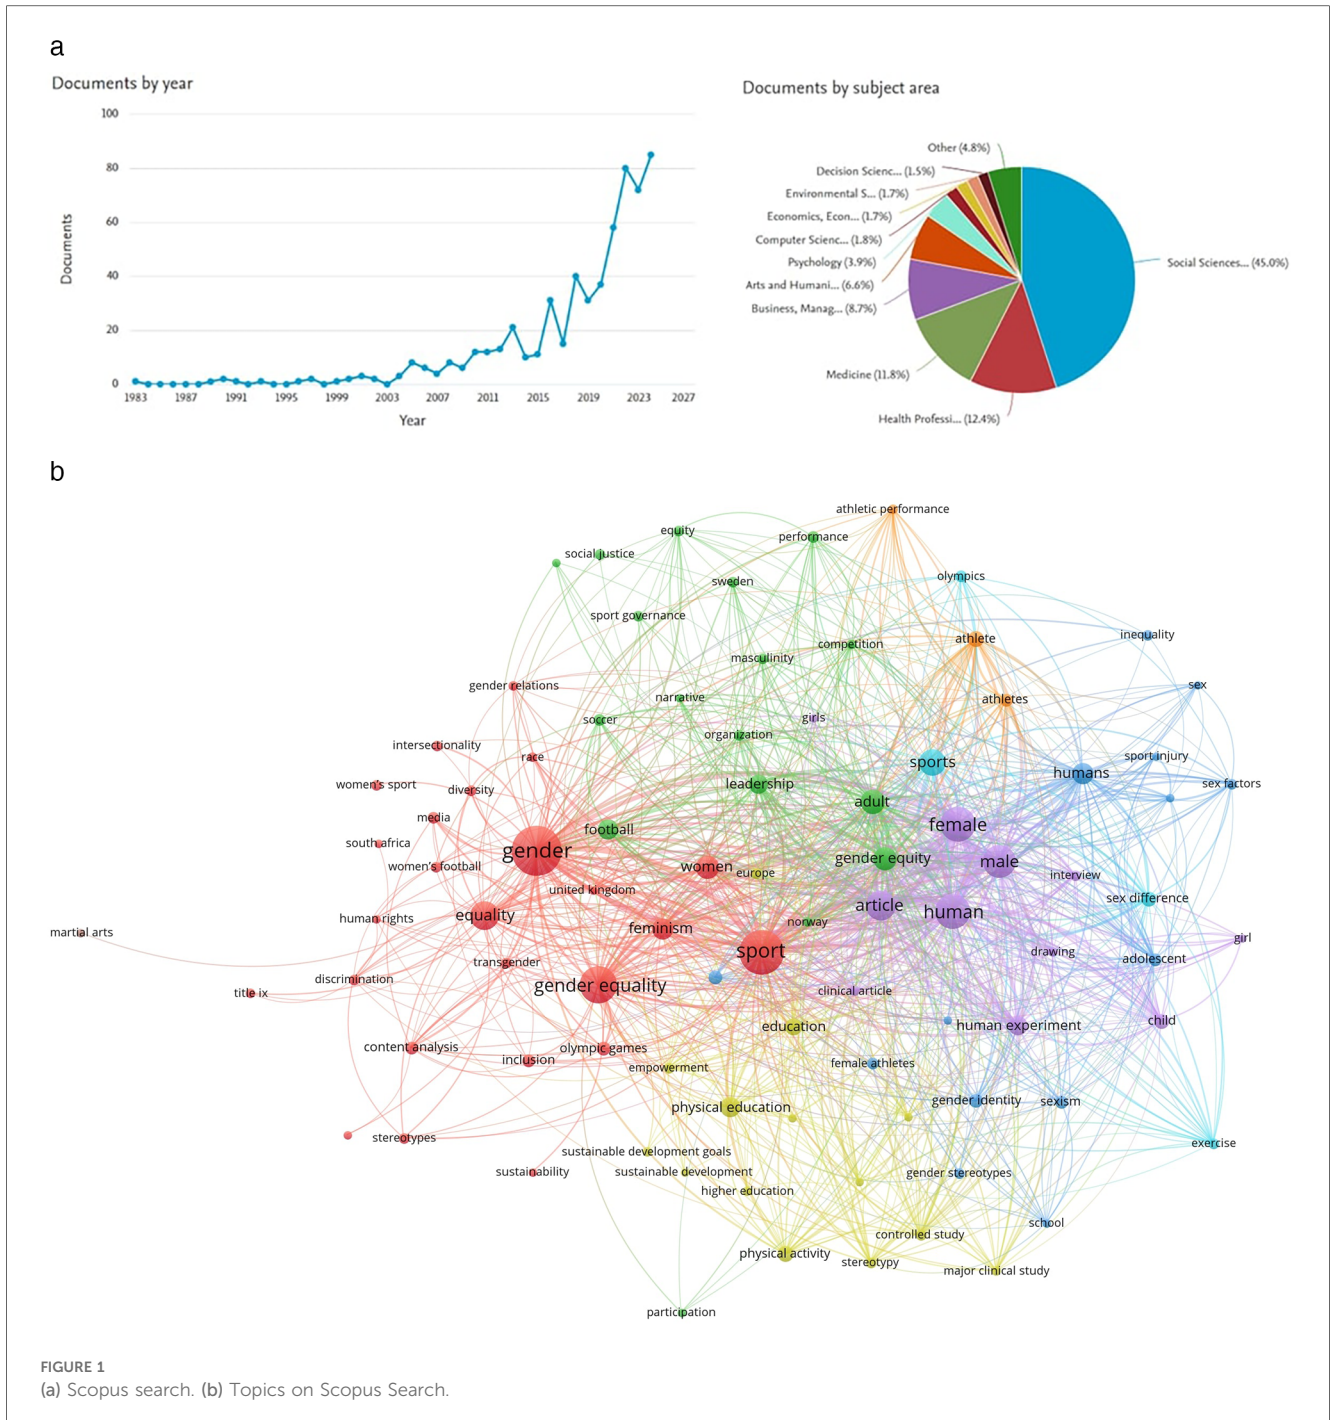 a
Documents by year
100
80
60
40
20
0
Documents
1983
1987
1991
1995
1999
2003
2007
2011
2015
2019
2023
2027
Year
Documents by subject area
Other (4.8%)
Decision Scienc... (1.5%)
Environmental S... (1.7%)
Economics, Econ... (1.7%)
Computer Scienc... (1.8%)
Psychology (3.9%)
Arts and Humani... (6.6%)
Business, Manag... (8.7%)
Medicine (11.8%)
Health Professi... (12.4%)
Social Sciences... (45.0%)
b
athletic performance
equity
performance
social justice
olympics
sweden
sport governance
inequality
athlete
competition
masculinity
gender relations
sex
narrative
athletes
girls
soccer
organization
intersectionality
race
sport injury
sports
humans
women's sport
diversity
leadership
sex factors
adult
media
female
football
south africa
gender
gender equity
male
women's football
women
europe
interview
united kingdom
sex difference
article
human
equality
human rights
norway
feminism
martial arts
girl
sport
drawing
adolescent
transgender
discrimination
gender equality
title ix
clinical article
education
human experiment
child
content analysis
olympic games
inclusion
empowerment
female athletes
physical education
gender identity
sexism
stereotypes
exercise
sustainable development goals
sustainability
sustainable development
gender stereotypes
higher education
school
controlled study
physical activity
stereotypy
major clinical study
participation
FIGURE 1
(a) Scopus search. (b) Topics on Scopus Search.